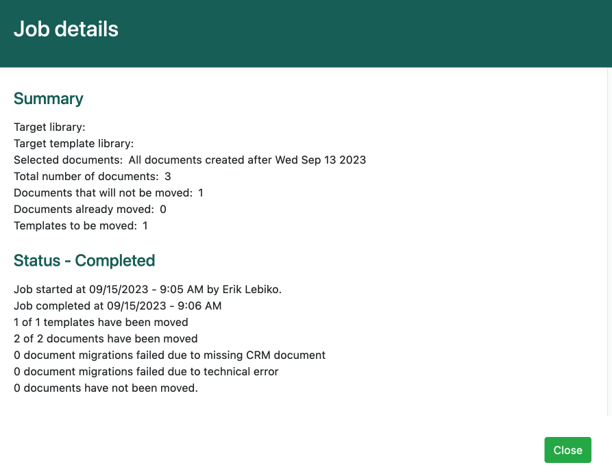 Job details
Summary
Target library:
Target template library:
Selected documents: All documents created after Wed Sep 13 2023
Total number of documents: 3
Documents that will not be moved: 1
Documents already moved: 0
Templates to be moved: 1
Status - Completed
Job started at 09/15/2023 - 9:05 AM by Erik Lebiko.
Job completed at 09/15/2023 - 9:06 AM
1 of 1 templates have been moved
2 of 2 documents have been moved
0 document migrations failed due to missing CRM document
0 document migrations failed due to technical error
0 documents have not been moved.
Close